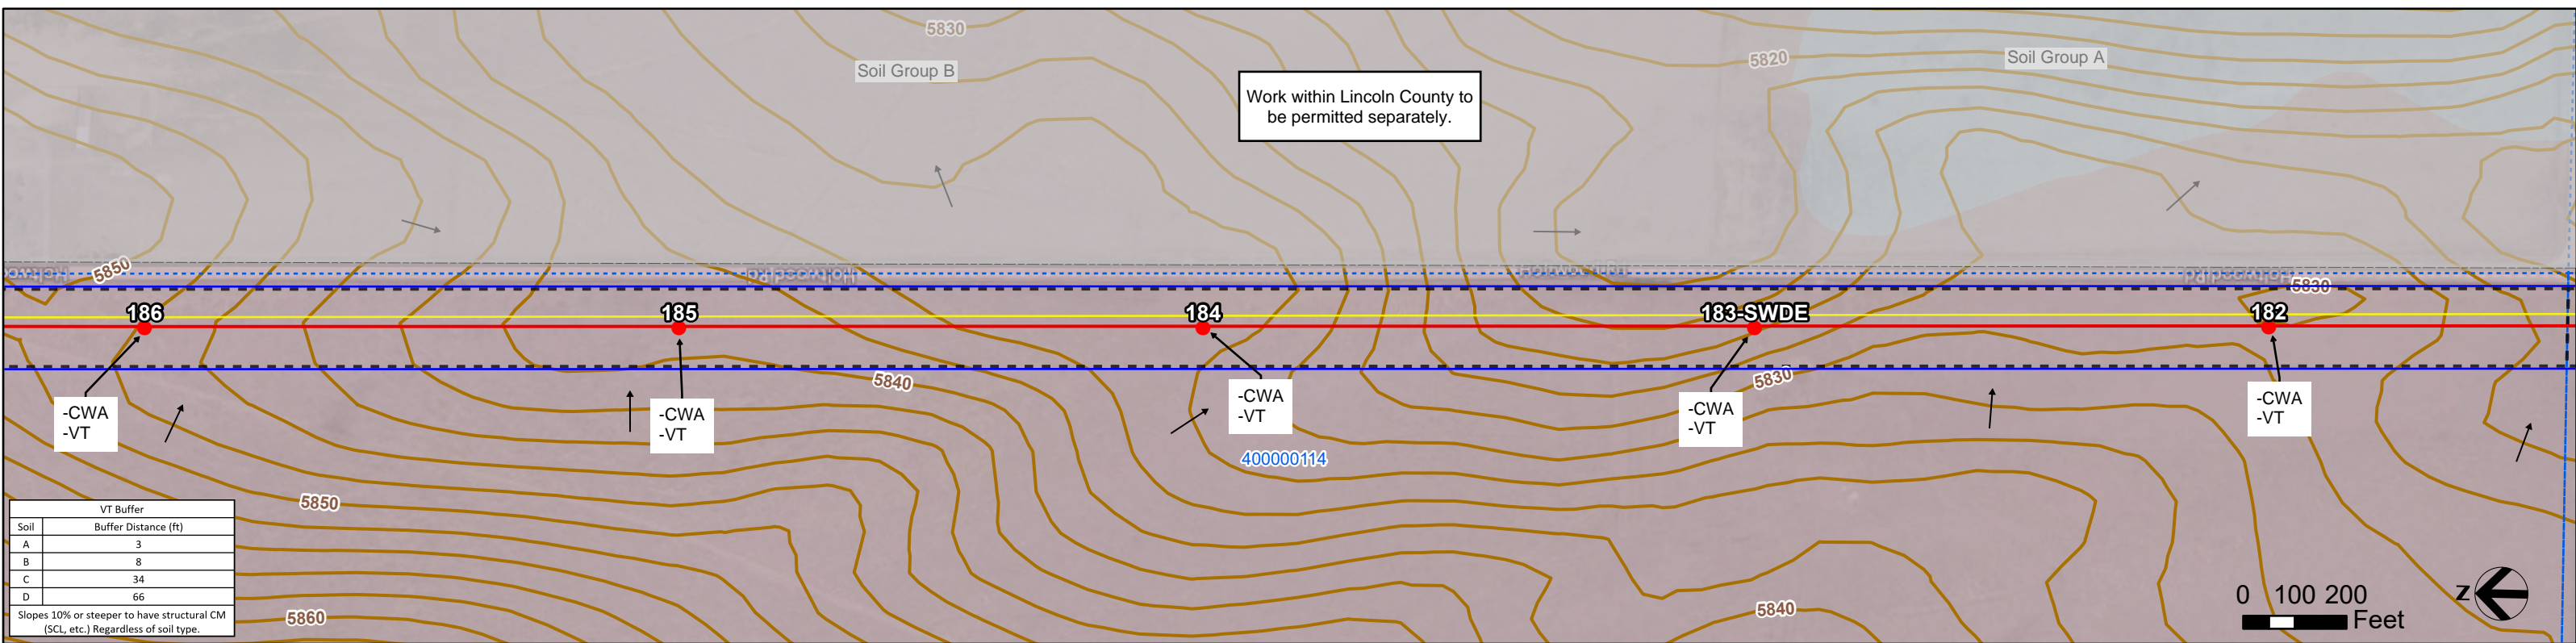 5830
5820
Soil Group B
Soil Group A
Work within Lincoln County to
be permitted separately.
5850
5830
186
185
184
183-SWDE
182
5840
5830
-CWA
-VT
-CWA
-VT
-CWA
-VT
-CWA
-VT
-CWA
-VT
400000114
5850
5860
5840
VT Buffer
Soil Buffer Distance (ft)
A 3
B 8
C 34
D 66
Slopes 10% or steeper to have structural CM
(SCL, etc.) Regardless of soil type.
0 100 200
Feet
N